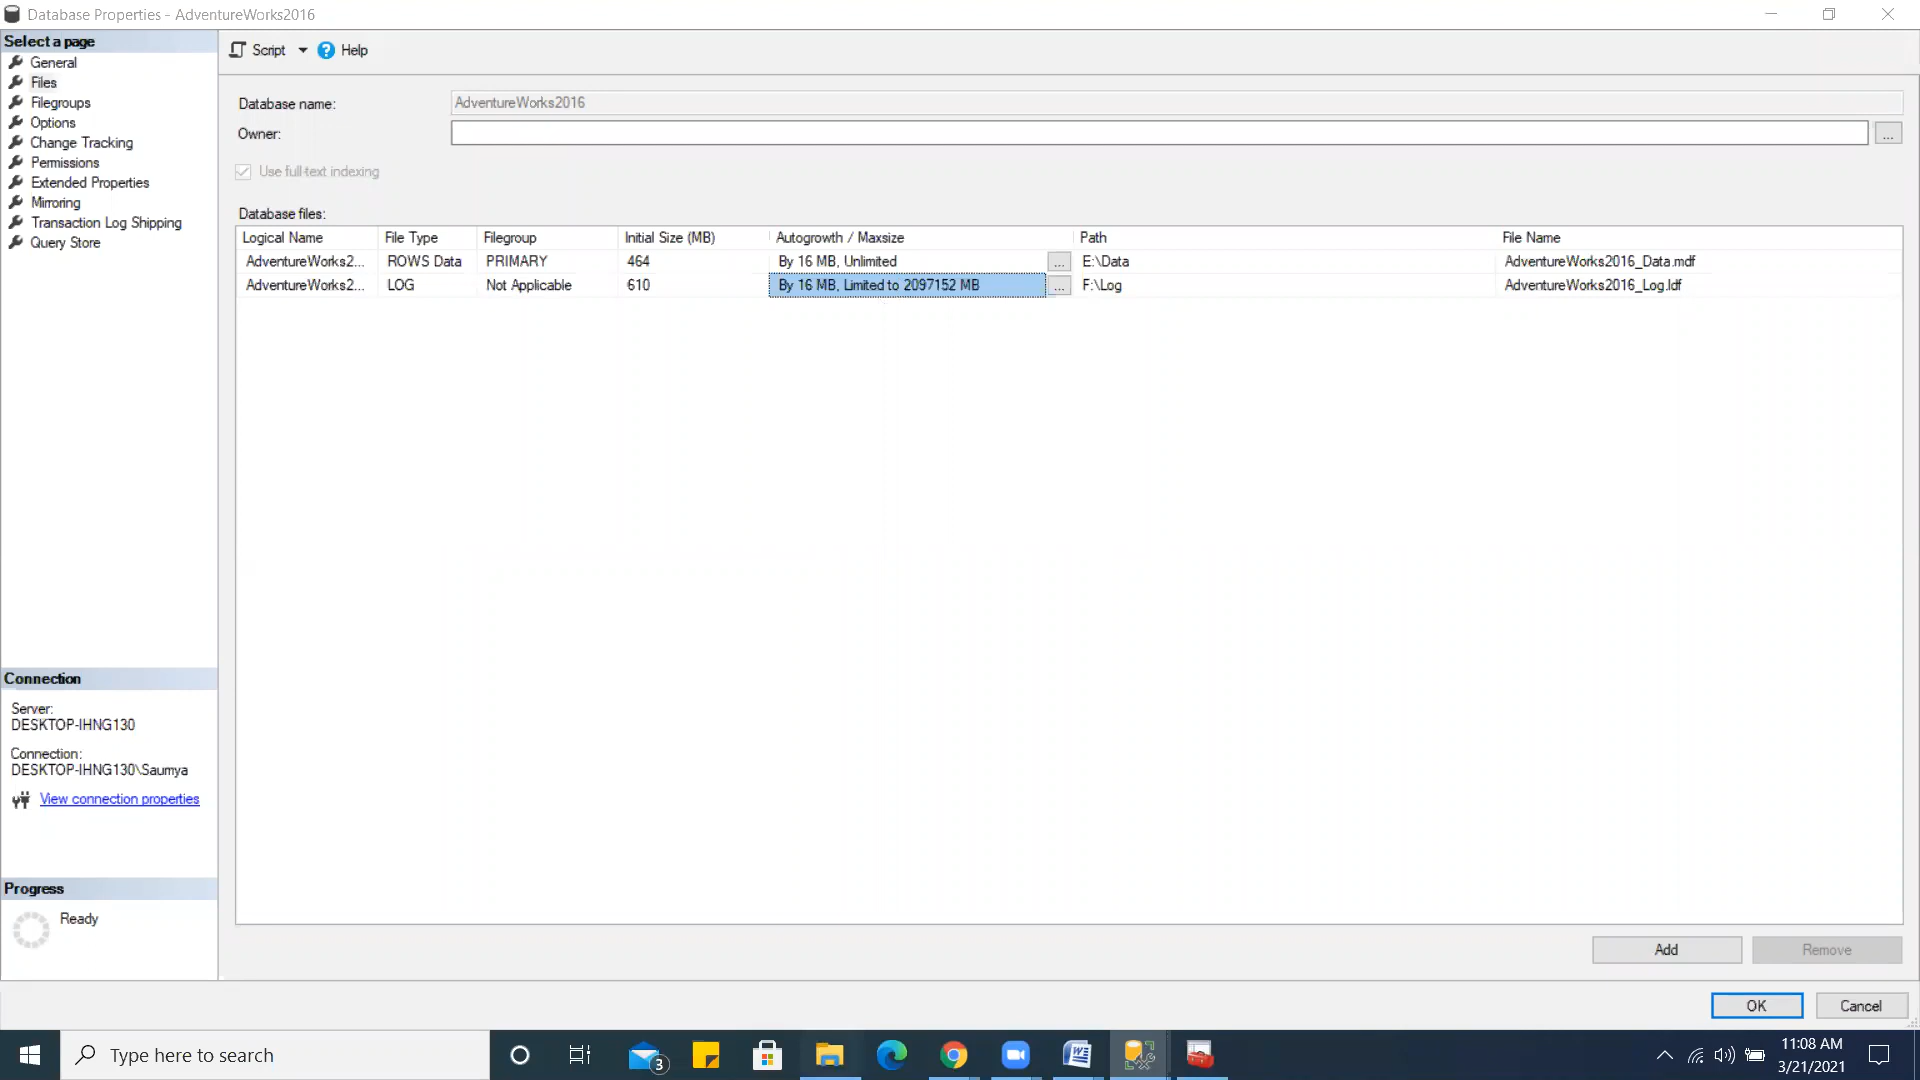 Database Properties - AdventureWorks2016
Select a page
General
Files
Filegroups
Options
Change Tracking
Permissions
Extended Properties
Mirroring
Transaction Log Shipping
Query Store
Script
Help
Database name:
AdventureWorks2016
Owner:
...
Use full-text indexing
Database files:
Logical Name File Type Filegroup Initial Size (MB) Autogrowth / Maxsize Path File Name
AdventureWorks2... ROWS Data PRIMARY 464 By 16 MB, Unlimited ... E:\Data AdventureWorks2016_Data.mdf
AdventureWorks2... LOG Not Applicable 610 By 16 MB, Limited to 2097152 MB ... F:\Log AdventureWorks2016_Log.ldf
Connection
Server:
DESKTOP-IHNG130
Connection:
DESKTOP-IHNG130\Saumya
View connection properties
Progress
Ready
Add Remove
OK Cancel
Type here to search
3
11:08 AM
3/21/2021